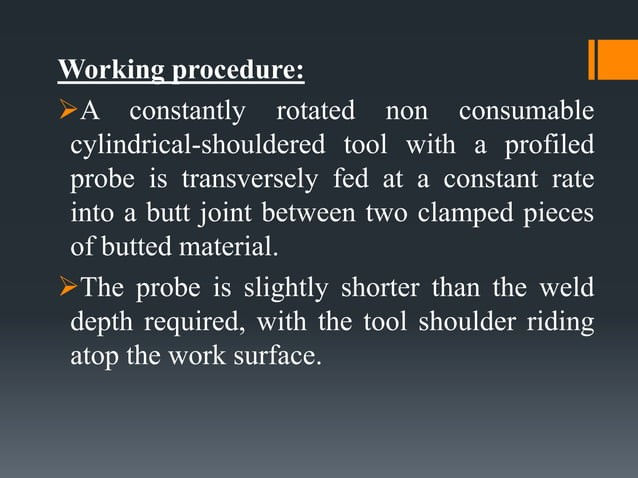 Working procedure:
➢A constantly rotated non consumable
cylindrical-shouldered tool with a profiled
probe is transversely fed at a constant rate
into a butt joint between two clamped pieces
of butted material.
➢The probe is slightly shorter than the weld
depth required, with the tool shoulder riding
atop the work surface.